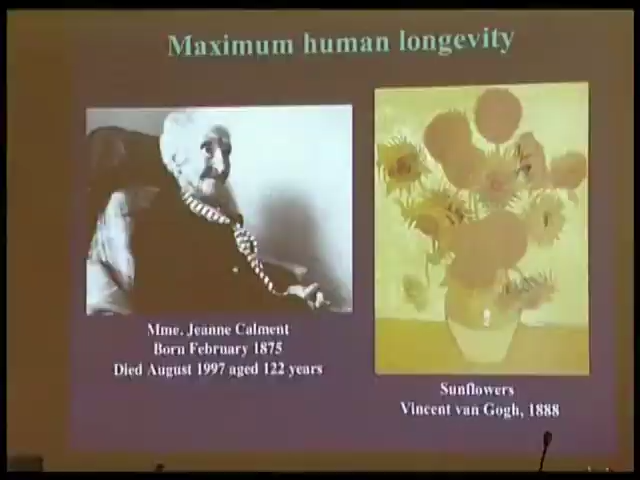 Maximum human longevity
Mme. Jeanne Calment
Born February 1875
Died August 1997 aged 122 years
Sunflowers
Vincent van Gogh, 1888